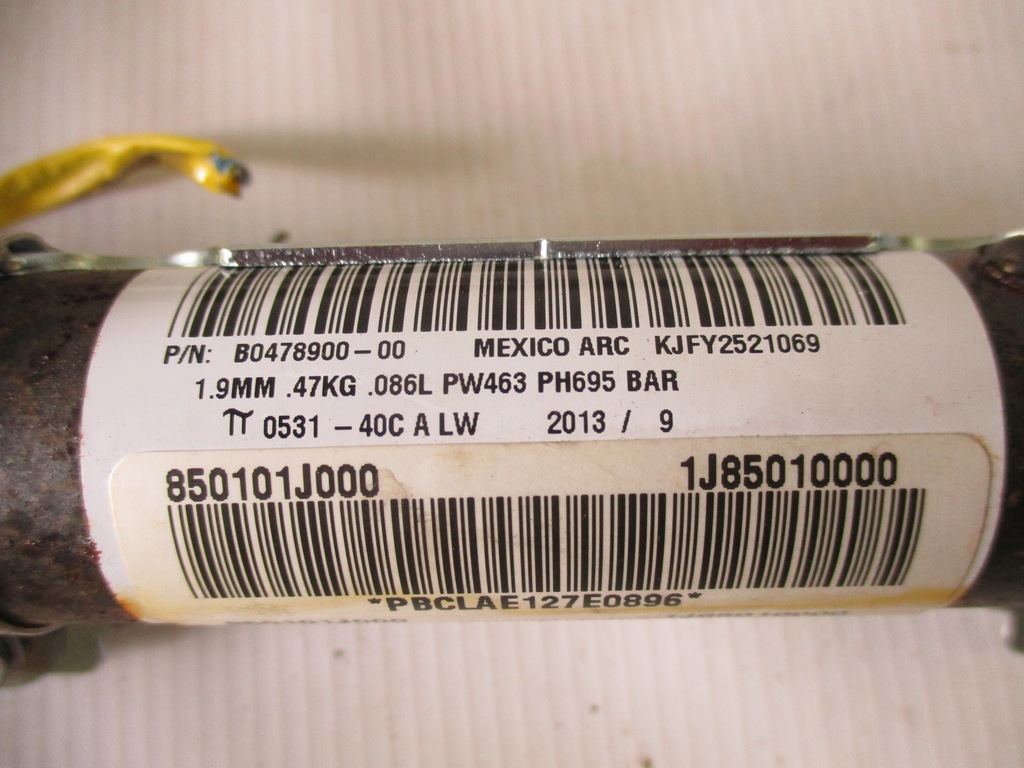 P/N: B0478900-00 MEXICO ARC KJFY2521069
1.9MM .47KG .086L PW463 PH695 BAR
π 0531 -40C A LW 2013 / 9
850101J000 1J85010000
*PBCLAE127E0896*